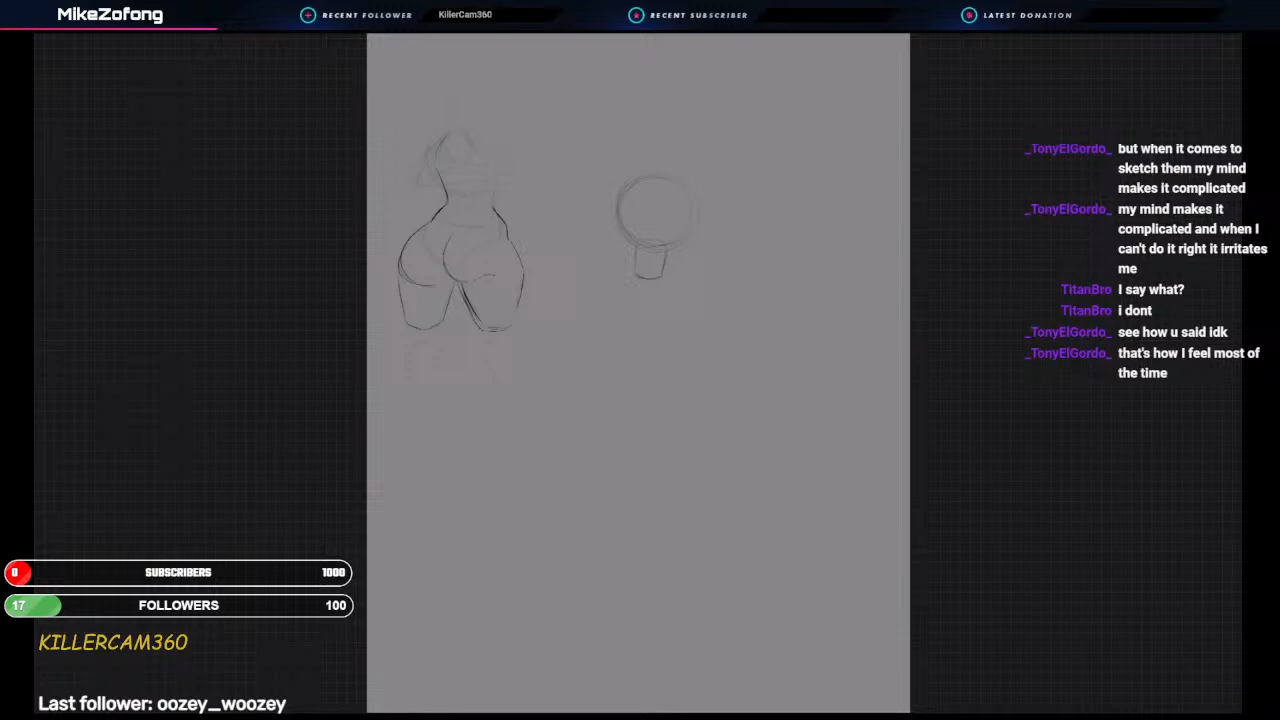 MikeZofong
RECENT FOLLOWER
KillerCam360
RECENT SUBSCRIBER
LATEST DONATION
_TonyElGordo_ but when it comes to
sketch them my mind
makes it complicated
_TonyElGordo_ my mind makes it
complicated and when I
can't do it right it irritates
me
TitanBro I say what?
TitanBro i dont
_TonyElGordo_ see how u said idk
_TonyElGordo_ that's how I feel most of
the time
0 SUBSCRIBERS 1000
17 FOLLOWERS 100
KILLERCAM360
Last follower: oozey_woozey